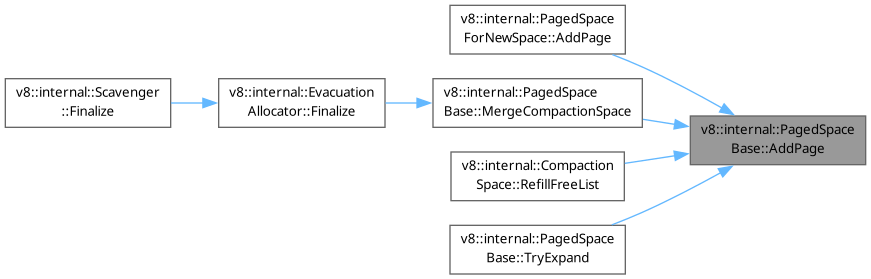 v8::internal::PagedSpace
ForNewSpace::AddPage
v8::internal::Scavenger
::Finalize
v8::internal::Evacuation
Allocator::Finalize
v8::internal::PagedSpace
Base::MergeCompactionSpace
v8::internal::PagedSpace
Base::AddPage
v8::internal::Compaction
Space::RefillFreeList
v8::internal::PagedSpace
Base::TryExpand